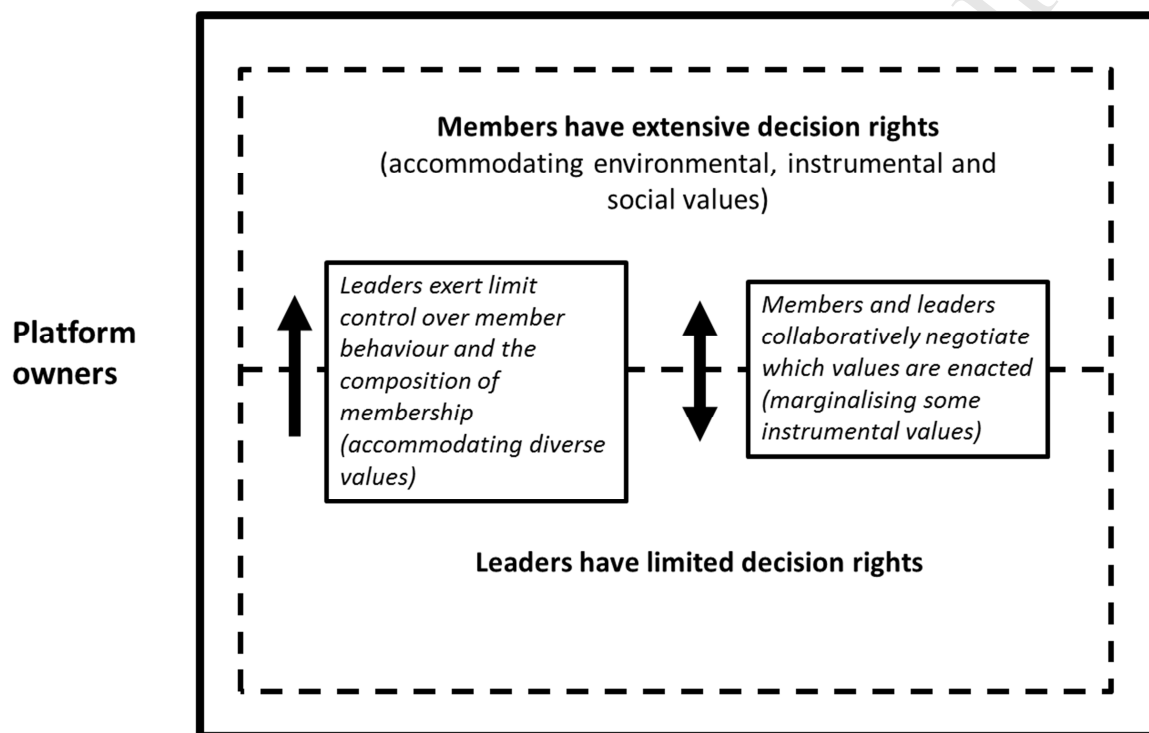 Members have extensive decision rights
(accommodating environmental, instrumental and
social values)
Leaders exert limit
control over member
behaviour and the
composition of
membership
(accommodating diverse
values)
Members and leaders
collaboratively negotiate
which values are enacted
(marginalising some
instrumental values)
Platform
owners
Leaders have limited decision rights